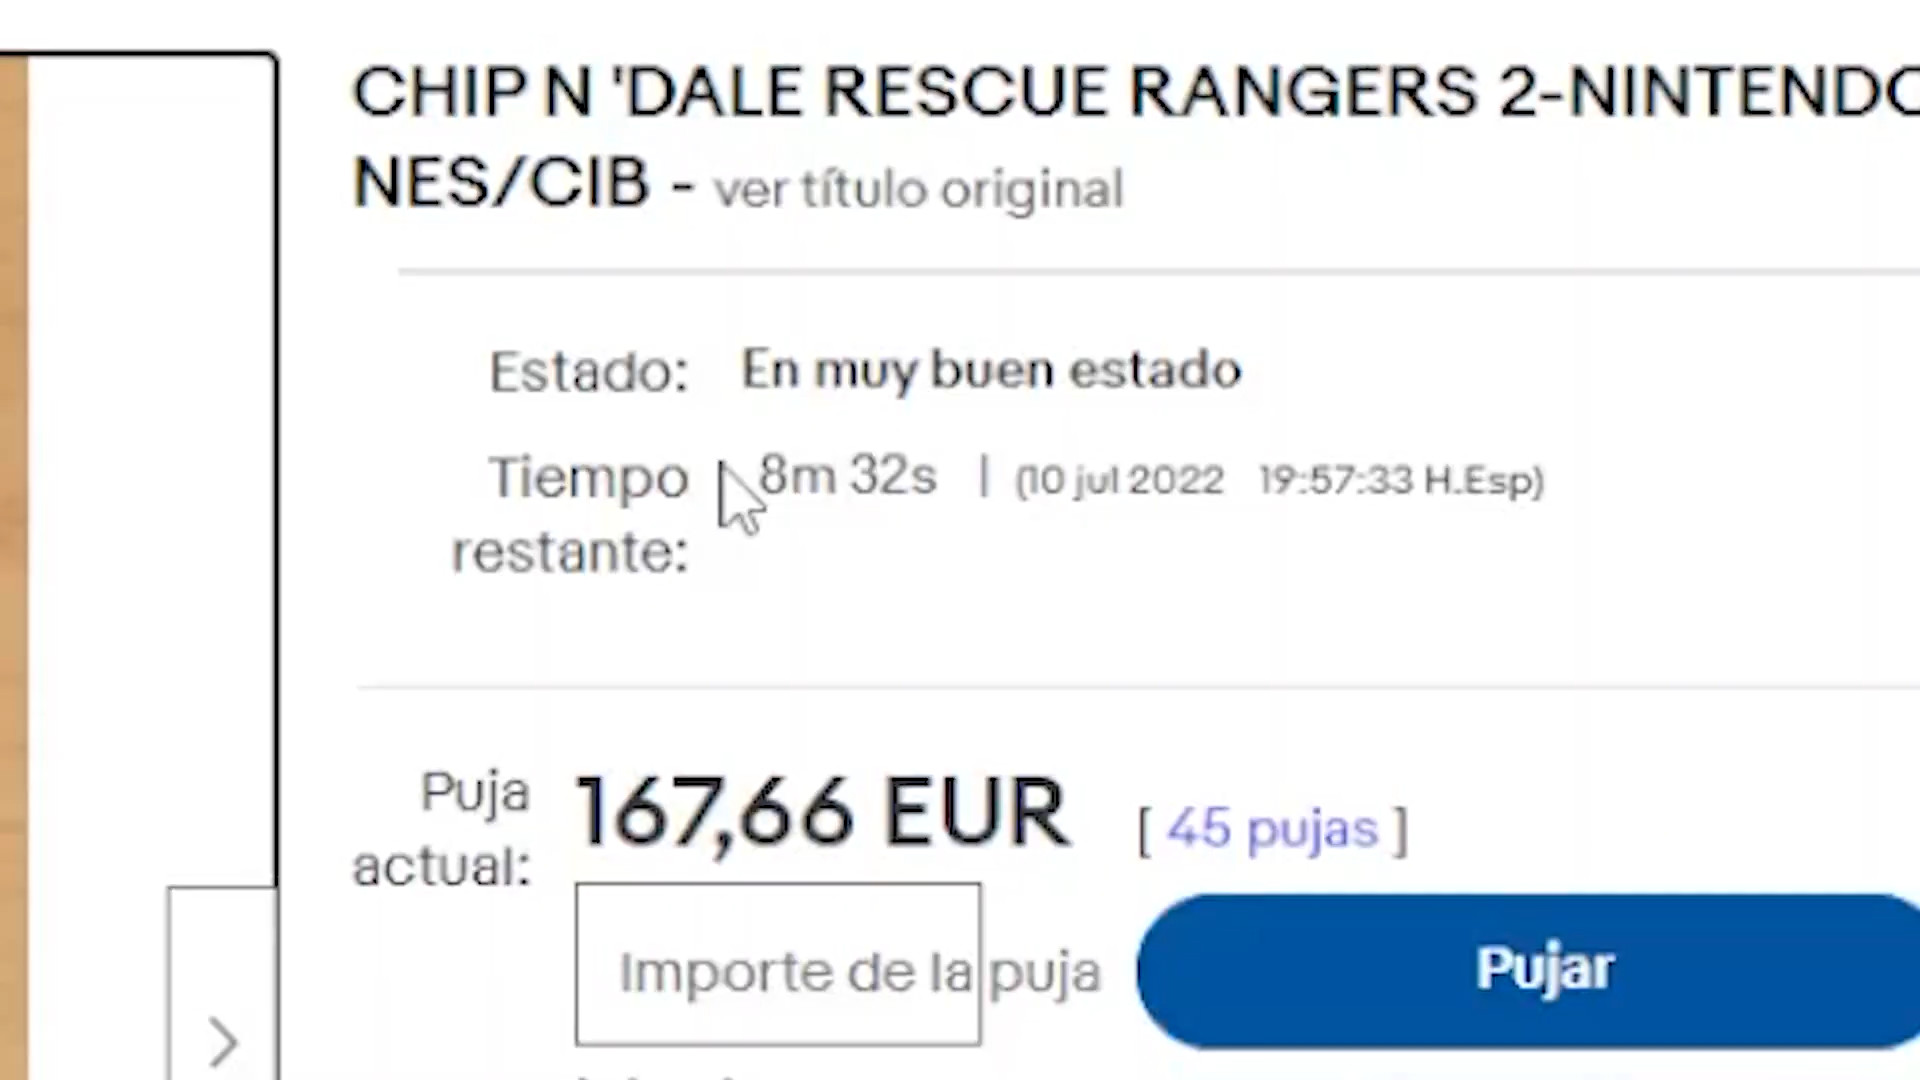 CHIP N 'DALE RESCUE RANGERS 2-NINTENDO
NES/CIB - ver título original
Estado: En muy buen estado
Tiempo restante: 8m 32s | (10 jul 2022 19:57:33 H.Esp)
Puja actual: 167,66 EUR [ 45 pujas ]
Importe de la puja Pujar